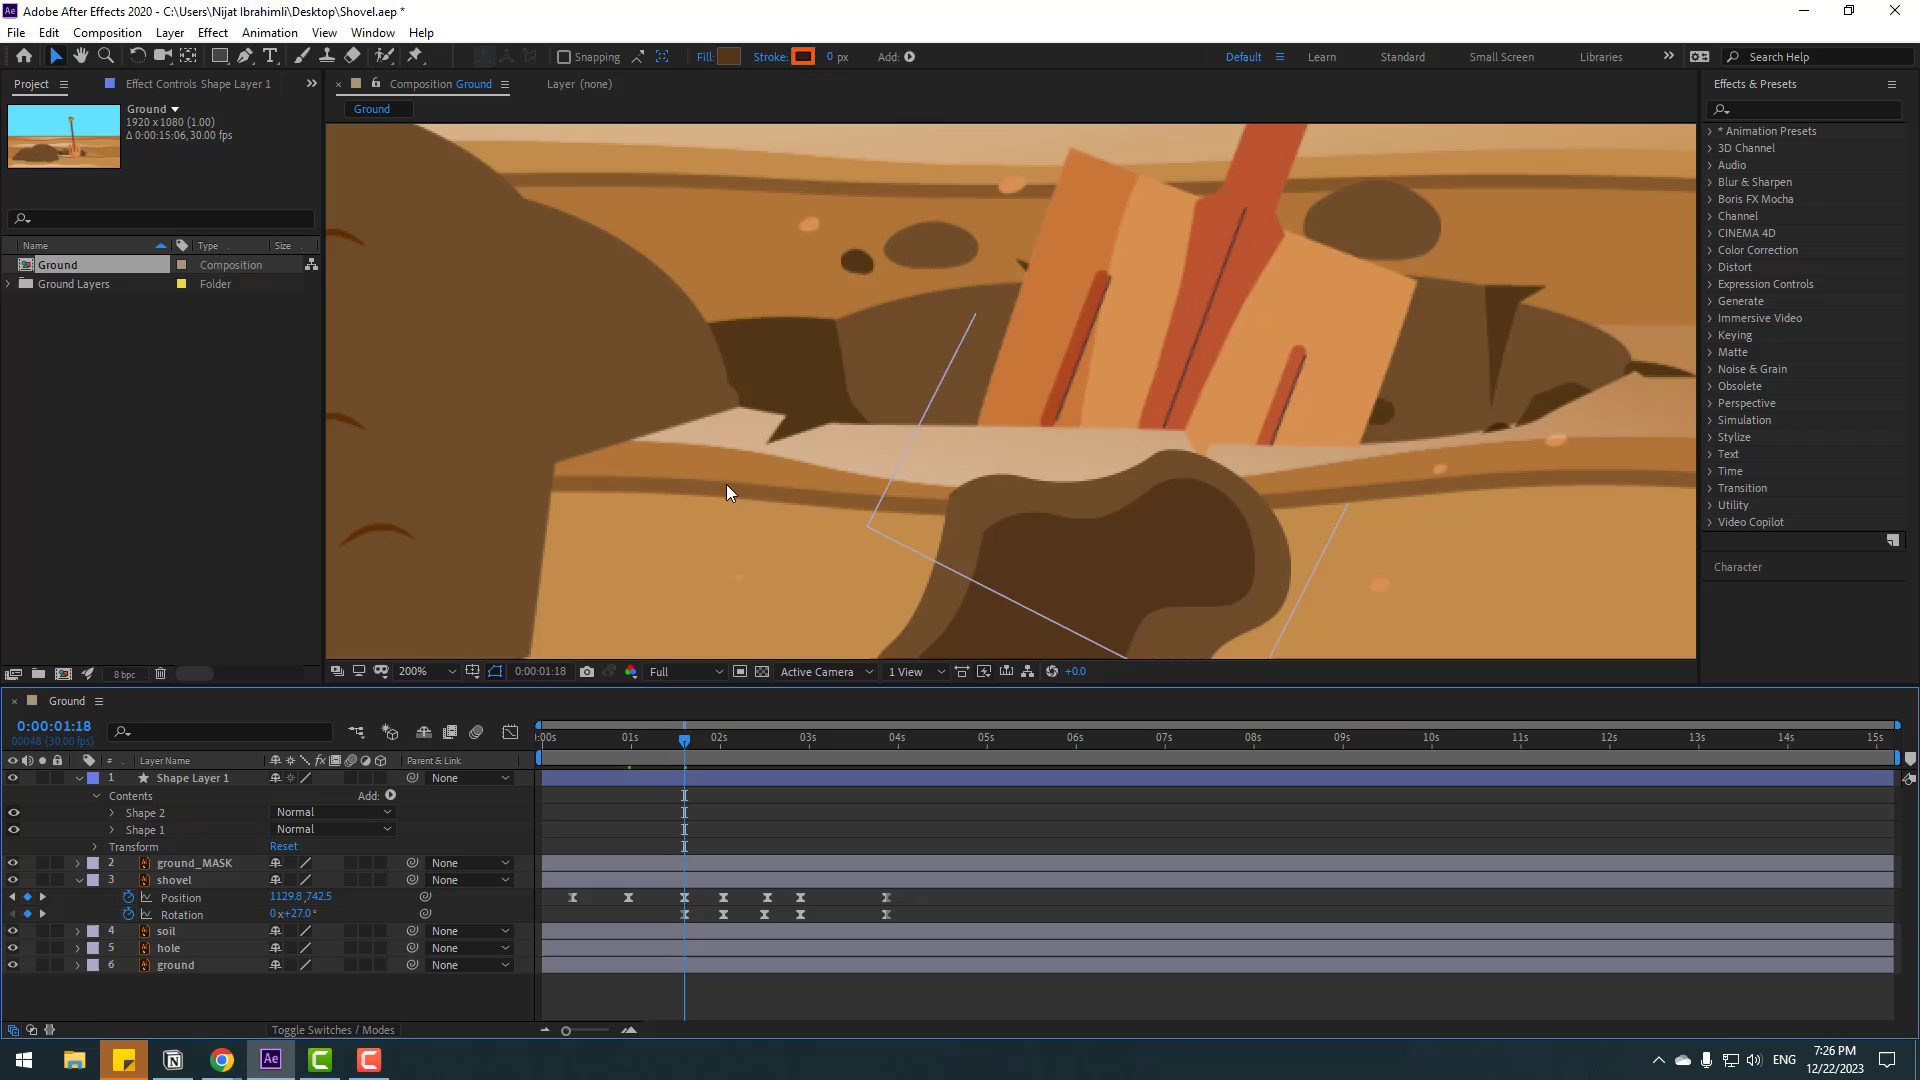 Adobe After Effects 2020 - C:\Users\Nijat Ibrahimli\Desktop\Shovel.aep *
File Edit Composition Layer Effect Animation View Window Help
Snapping Fill: Stroke: 0 px Add: Default Learn Standard Small Screen Libraries Search Help
Project Effect Controls Shape Layer 1 Composition Ground Layer (none) Effects & Presets
Ground
1920 x 1080 (1.00)
Δ 0:00:15:06, 30.00 fps
Ground
Name Type Size
Ground Composition
Ground Layers Folder
* Animation Presets
3D Channel
Audio
Blur & Sharpen
Boris FX Mocha
Channel
CINEMA 4D
Color Correction
Distort
Expression Controls
Generate
Immersive Video
Keying
Matte
Noise & Grain
Obsolete
Perspective
Simulation
Stylize
Text
Time
Transition
Utility
Video Copilot
Character
8 bpc 200% 0:00:01:18 Full Active Camera 1 View +0.0
Ground
0:00:01:18
00048 (30.00 fps)
:00s 01s 02s 03s 04s 05s 06s 07s 08s 09s 10s 11s 12s 13s 14s 15s
# Layer Name fx Parent & Link
1 Shape Layer 1 None
Contents Add:
Shape 2 Normal
Shape 1 Normal
Transform Reset
2 ground_MASK None
3 shovel None
Position 1129.8,742.5
Rotation 0x+27.0°
4 soil None
5 hole None
6 ground None
Toggle Switches / Modes
Ae ENG 7:26 PM
12/22/2023